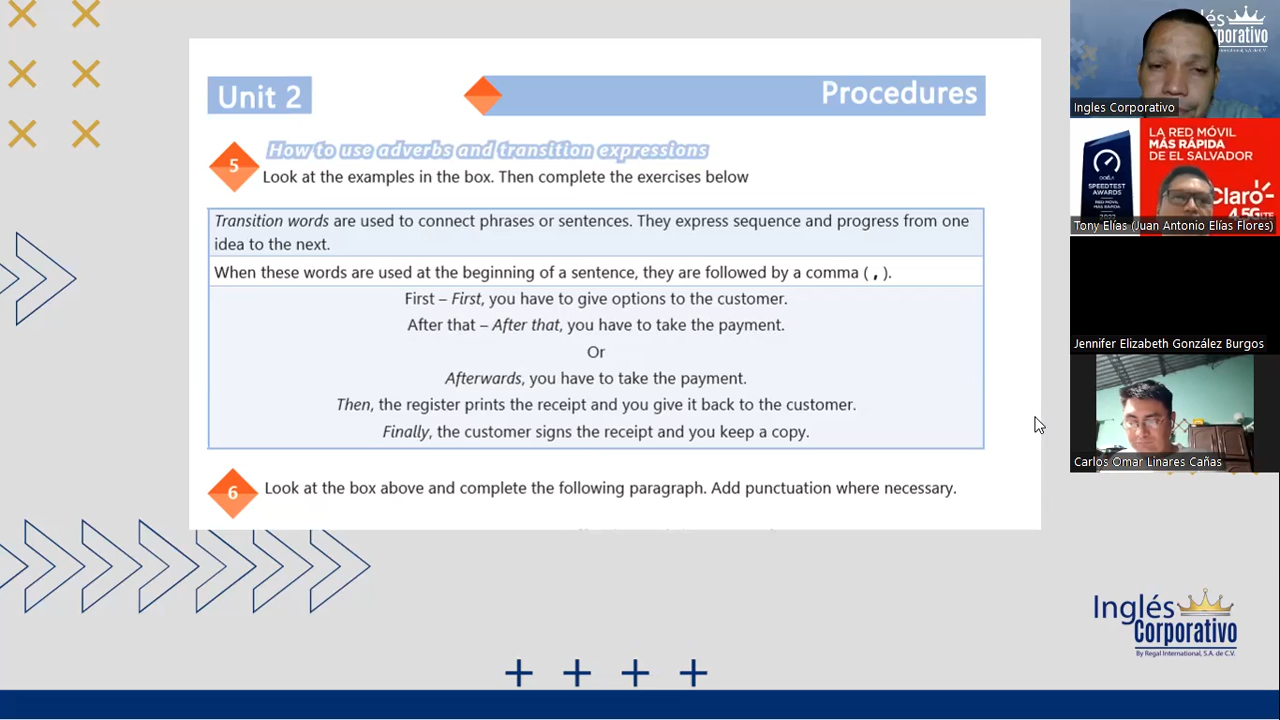 Unit 2
Procedures
5
How to use adverbs and transition expressions
Look at the examples in the box. Then complete the exercises below
Transition words are used to connect phrases or sentences. They express sequence and progress from one
idea to the next.
When these words are used at the beginning of a sentence, they are followed by a comma ( , ).
First – First, you have to give options to the customer.
After that – After that, you have to take the payment.
Or
Afterwards, you have to take the payment.
Then, the register prints the receipt and you give it back to the customer.
Finally, the customer signs the receipt and you keep a copy.
6
Look at the box above and complete the following paragraph. Add punctuation where necessary.
Ingles Corporativo
LA RED MÓVIL
MÁS RÁPIDA
DE EL SALVADOR
SPEEDTEST
AWARDS
Claro
4.5G LTE
Tony Elías (Juan Antonio Elías Flores)
Jennifer Elizabeth González Burgos
Carlos Omar Linares Cañas
Inglés
Corporativo
By Regal International, S.A. de C.V.